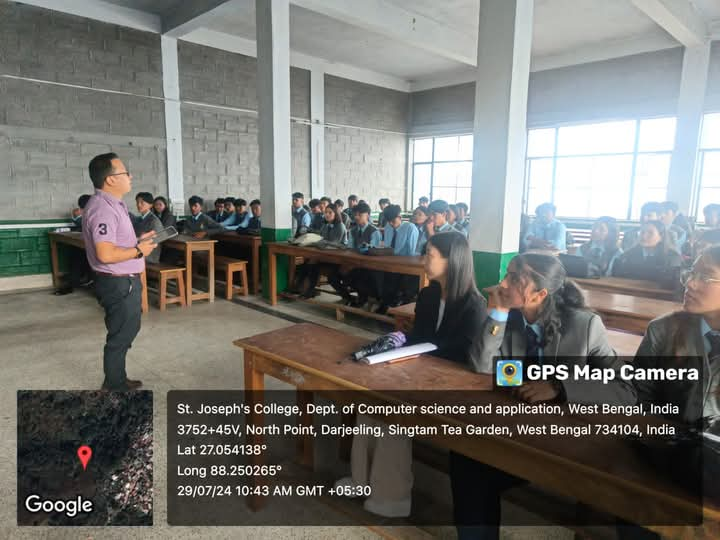 3
GPS Map Camera
St. Joseph's College, Dept. of Computer science and application, West Bengal, India
3752+45V, North Point, Darjeeling, Singtam Tea Garden, West Bengal 734104, India
Lat 27.054138°
Long 88.250265°
29/07/24 10:43 AM GMT +05:30
Google